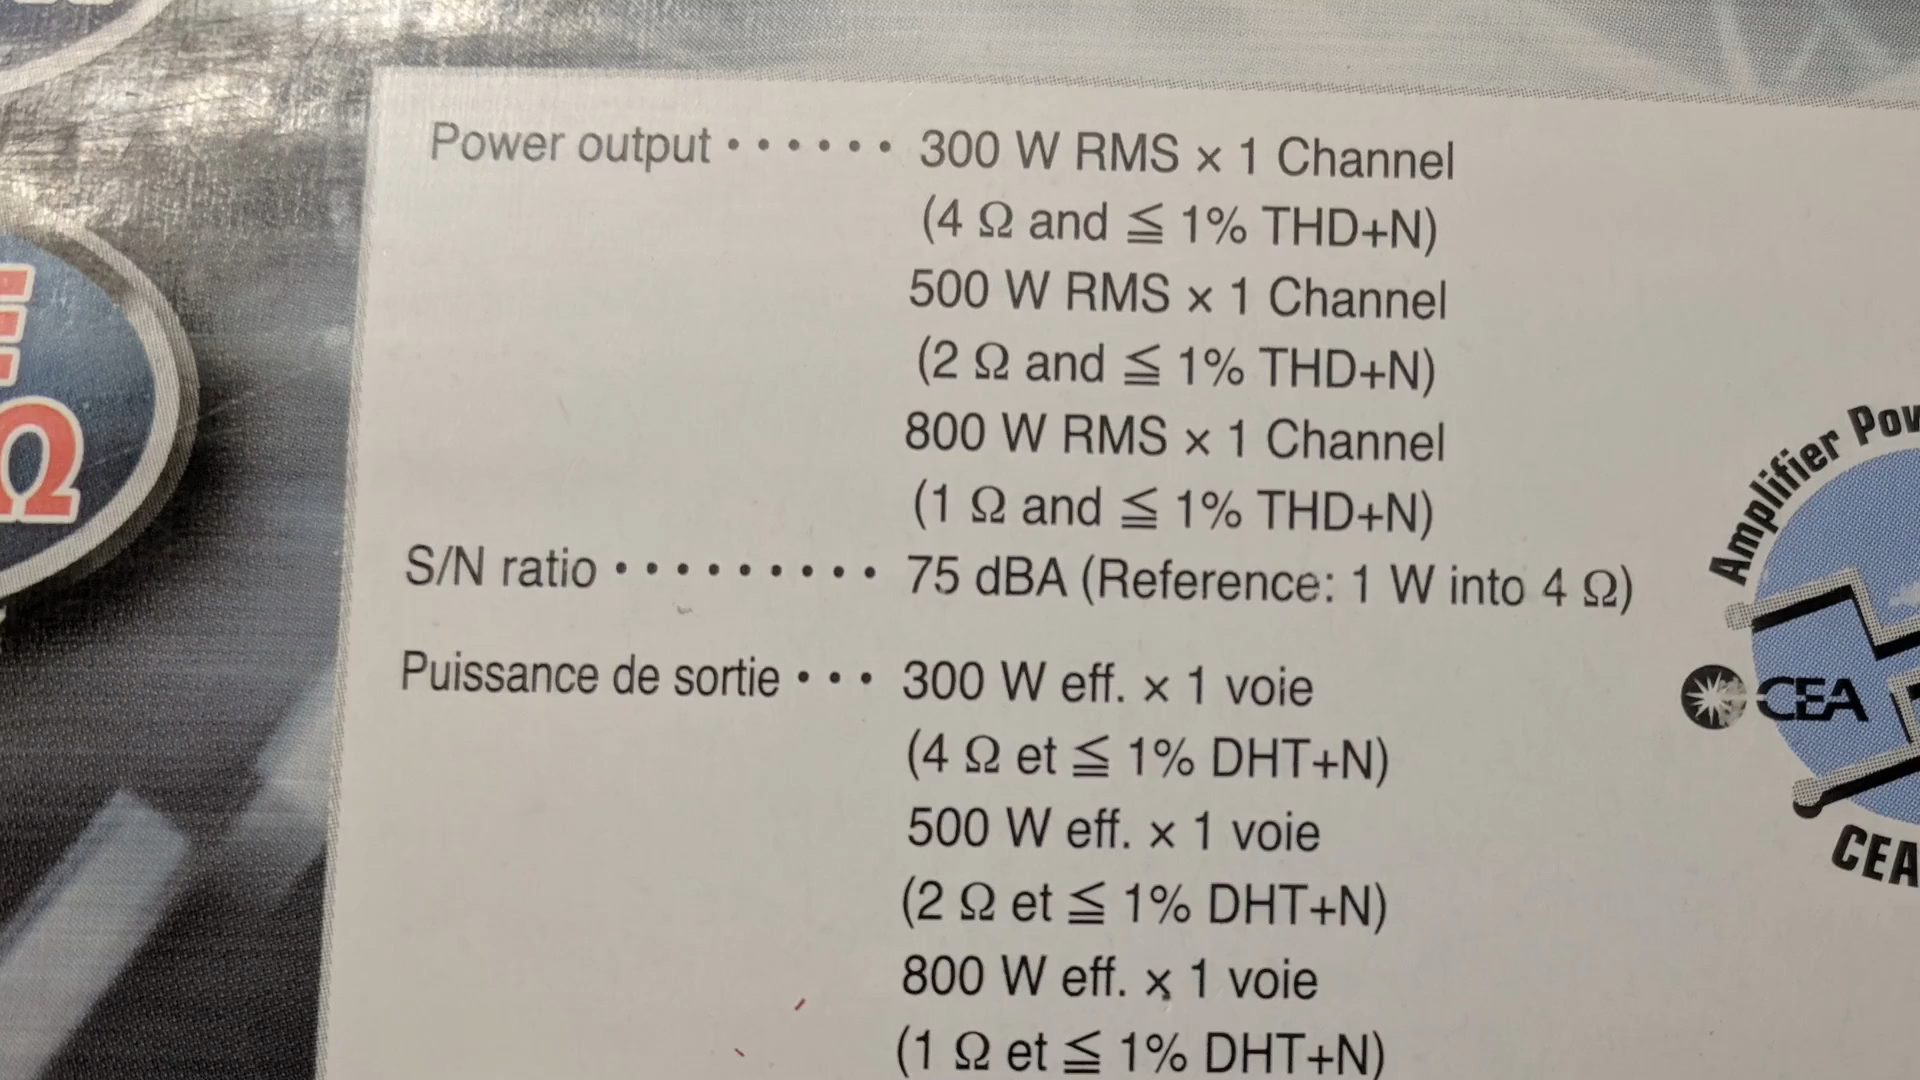 Power output · · · · · · 300 W RMS × 1 Channel
(4 Ω and ≦ 1% THD+N)
500 W RMS × 1 Channel
(2 Ω and ≦ 1% THD+N)
800 W RMS × 1 Channel
(1 Ω and ≦ 1% THD+N)
S/N ratio · · · · · · · · · 75 dBA (Reference: 1 W into 4 Ω)
Puissance de sortie · · · 300 W eff. × 1 voie
(4 Ω et ≦ 1% DHT+N)
500 W eff. × 1 voie
(2 Ω et ≦ 1% DHT+N)
800 W eff. × 1 voie
(1 Ω et ≦ 1% DHT+N)
Ω
Amplifier
CEA
CEA